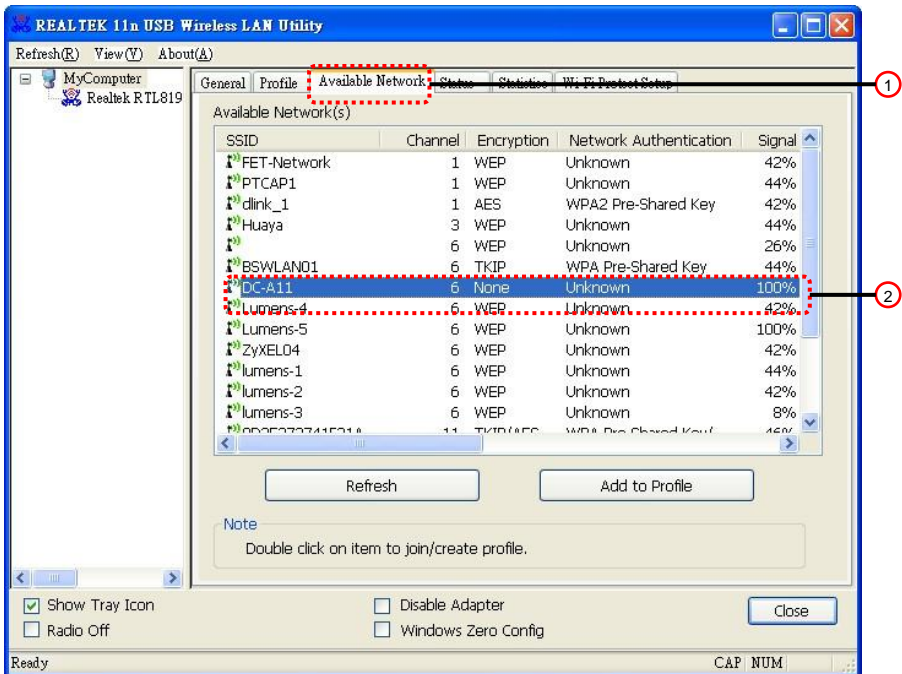 REALTEK 11n USB Wireless LAN Utility
Refresh(R) View(V) About(A)
MyComputer
Realtek RTL819
General Profile Available Network Status Statistics Wi-Fi Protect Setup
1
Available Network(s)
SSID Channel Encryption Network Authentication Signal
FET-Network 1 WEP Unknown 42%
PTCAP1 1 WEP Unknown 44%
dlink_1 1 AES WPA2 Pre-Shared Key 42%
Huaya 3 WEP Unknown 44%
6 WEP Unknown 26%
BSWLAN01 6 TKIP WPA Pre-Shared Key 44%
DC-A11 6 None Unknown 100%
2
Lumens-4 6 WEP Unknown 42%
Lumens-5 6 WEP Unknown 100%
ZyXEL04 6 WEP Unknown 42%
lumens-1 6 WEP Unknown 44%
lumens-2 6 WEP Unknown 42%
lumens-3 6 WEP Unknown 8%
11 WPA Pre-Shared Key/ 46%
Refresh Add to Profile
Note
Double click on item to join/create profile.
Show Tray Icon Disable Adapter Close
Radio Off Windows Zero Config
Ready CAP NUM